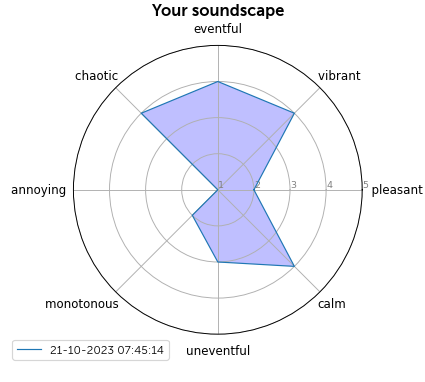 Your soundscape
eventful
chaotic
vibrant
annoying
1
2
3
4
5
pleasant
monotonous
calm
21-10-2023 07:45:14
uneventful